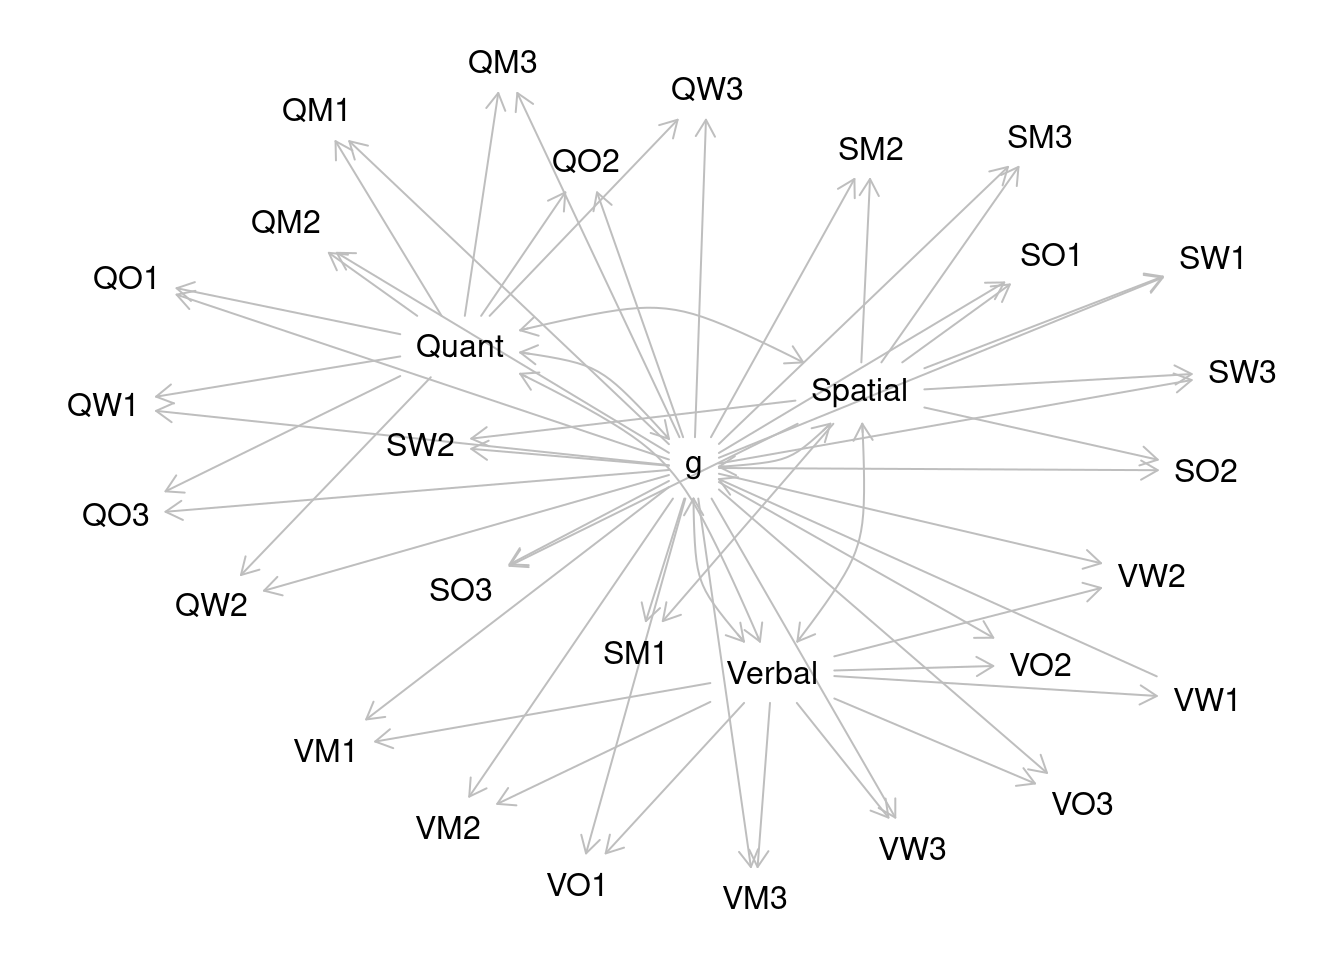 QM3
QW3
QM1
SM3
SM2
QO2
QM2
SO1
SW1
QO1
Quant
SW3
Spatial
QW1
SW2
g
SO2
QO3
VW2
SO3
QW2
SM1
VO2
Verbal
VW1
VM1
VO3
VM2
VW3
VO1
VM3